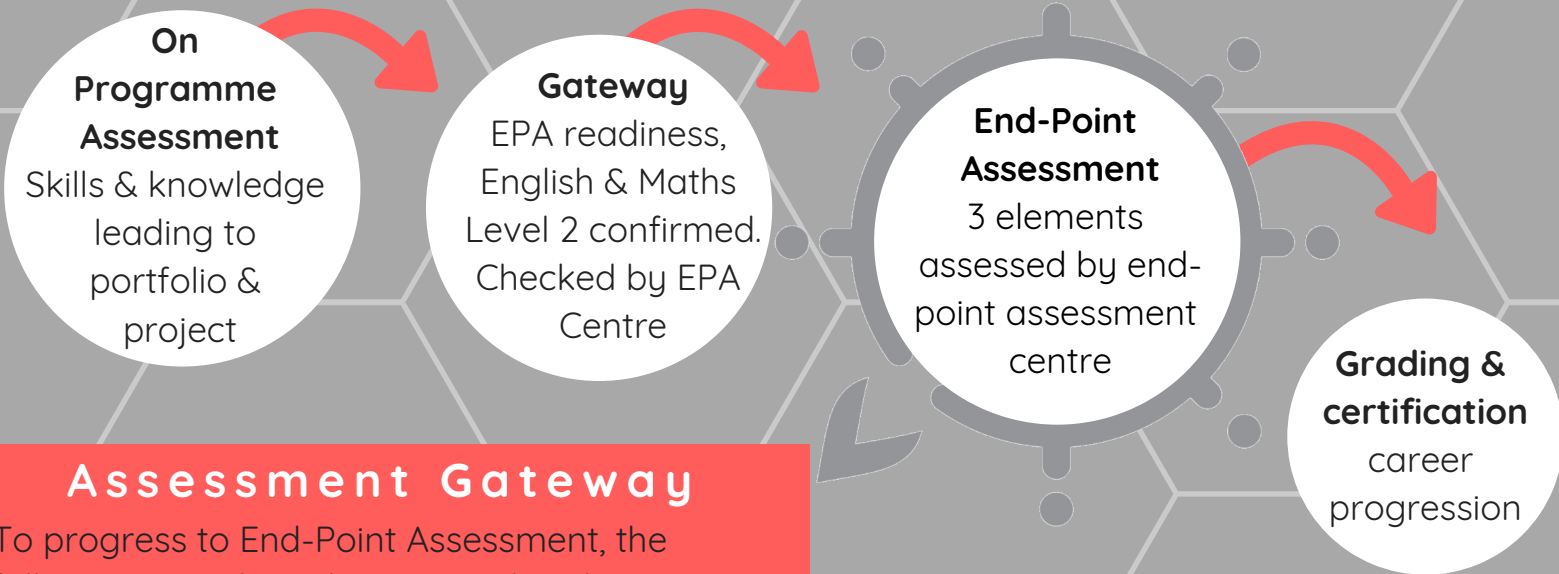 On
Programme
Assessment
Skills & knowledge
leading to
portfolio &
project
Gateway
EPA readiness,
English & Maths
Level 2 confirmed.
Checked by EPA
Centre
End-Point
Assessment
3 elements
assessed by end-
point assessment
centre
Grading &
certification
career
progression
Assessment Gateway
To progress to End-Point Assessment, the